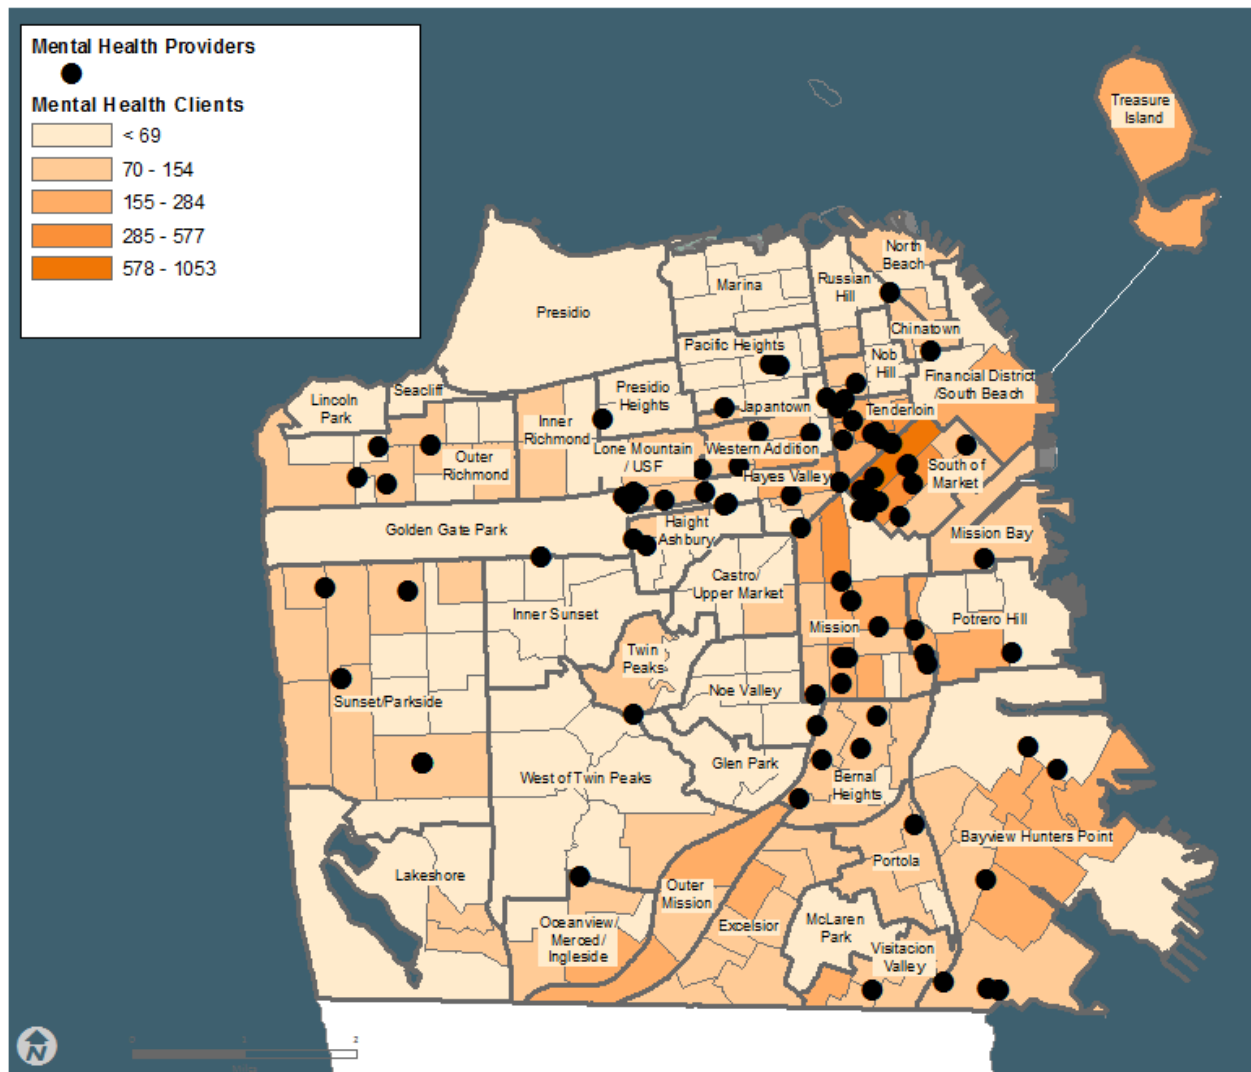 Mental Health Providers
Mental Health Clients
< 69
70 - 154
155 - 284
285 - 577
578 - 1053
Treasure
Island
North
Beach
Marina
Russian
Hill
Presidio
Chinatown
Pacific Heights
Nob
Hill
Financial District
/South Beach
Presidio
Heights
Seacliff
Lincoln
Park
Inner
Richmond
Japantown
Tenderloin
Outer
Richmond
Lone Mountain
/ USF
Western Addition
South of
Market
Hayes Valley
Golden Gate Park
Haight
Ashbury
Mission Bay
Castro/
Upper Market
Inner Sunset
Mission
Potrero Hill
Twin
Peaks
Noe Valley
Sunset/Parkside
Glen Park
West of Twin Peaks
Bernal
Heights
Bayview Hunters Point
Portola
Lakeshore
Outer
Mission
Excelsior
McLaren
Park
Oceanview/
Merced/
Ingleside
Visitacion
Valley
N
0 1 2